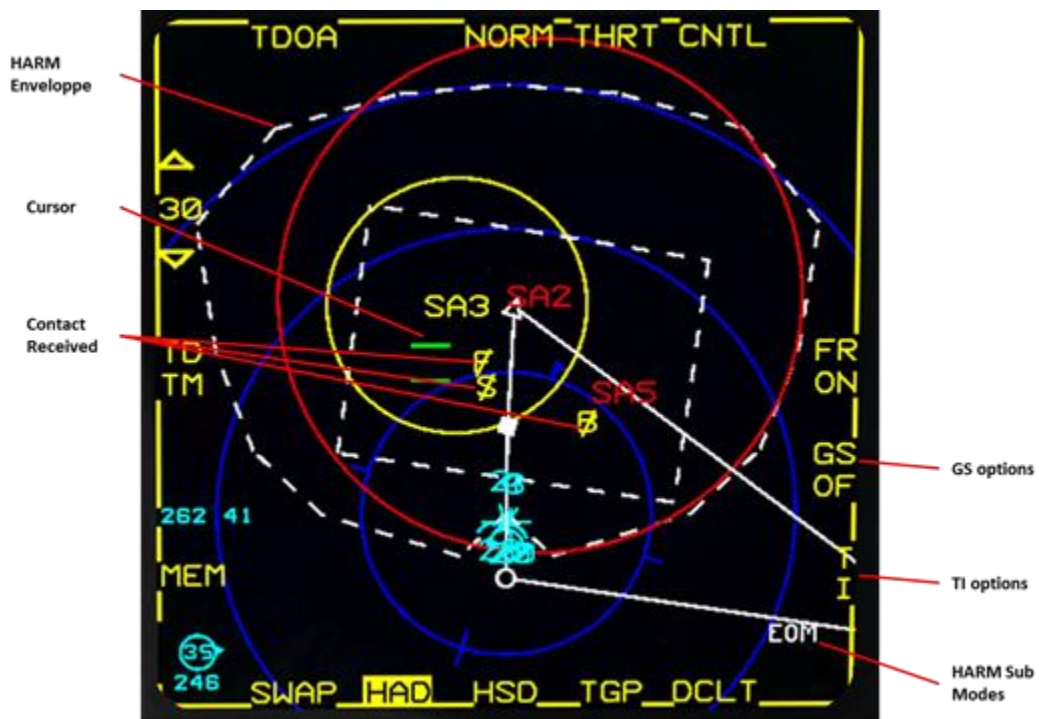 TDOA NORM THRT CNTL
HARM
Enveloppe
30
Cursor
SA3 SA2
Contact
Received
TD
TM
FR
ON
SA5
GS
OF
GS options
262 41
MEM
T
I
TI options
EOM
35
246
HARM Sub
Modes
SWAP HAD HSD TGP DCLT